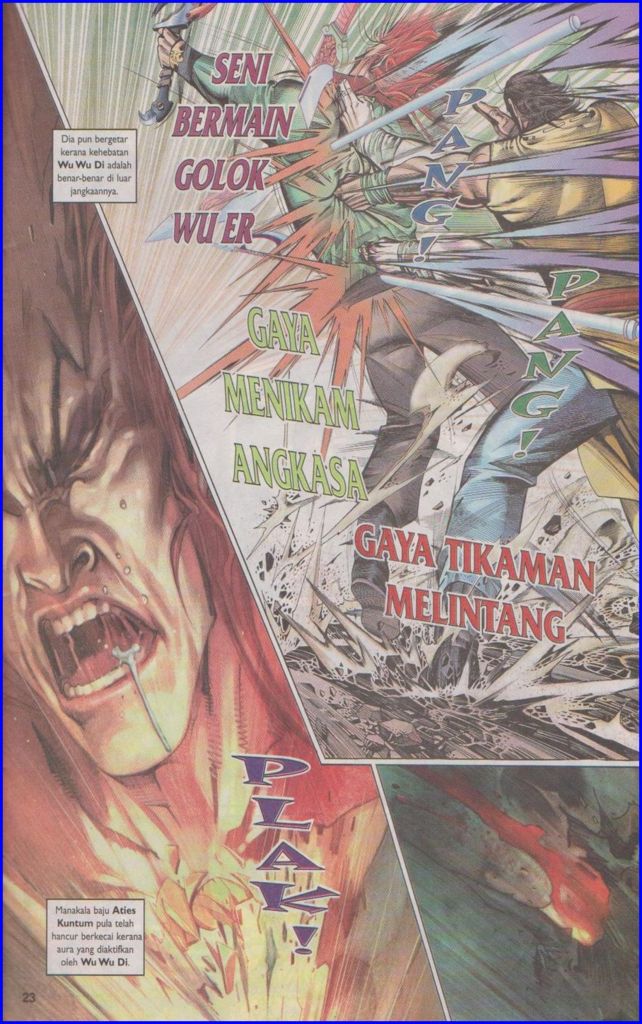 SENI
BERMAIN
GOLOK
WU ER
PANG!
Dia pun bergetar
kerana kehebatan
Wu Wu Di adalah
benar-benar di luar
jangkaannya.
PANG!
GAYA
MENIKAM
ANGKASA
GAYA TIKAMAN
MELINTANG
PLAK!
Manakala baju Aties
Kuntum pula telah
hancur berkecai kerana
aura yang diaktifkan
oleh Wu Wu Di.
23